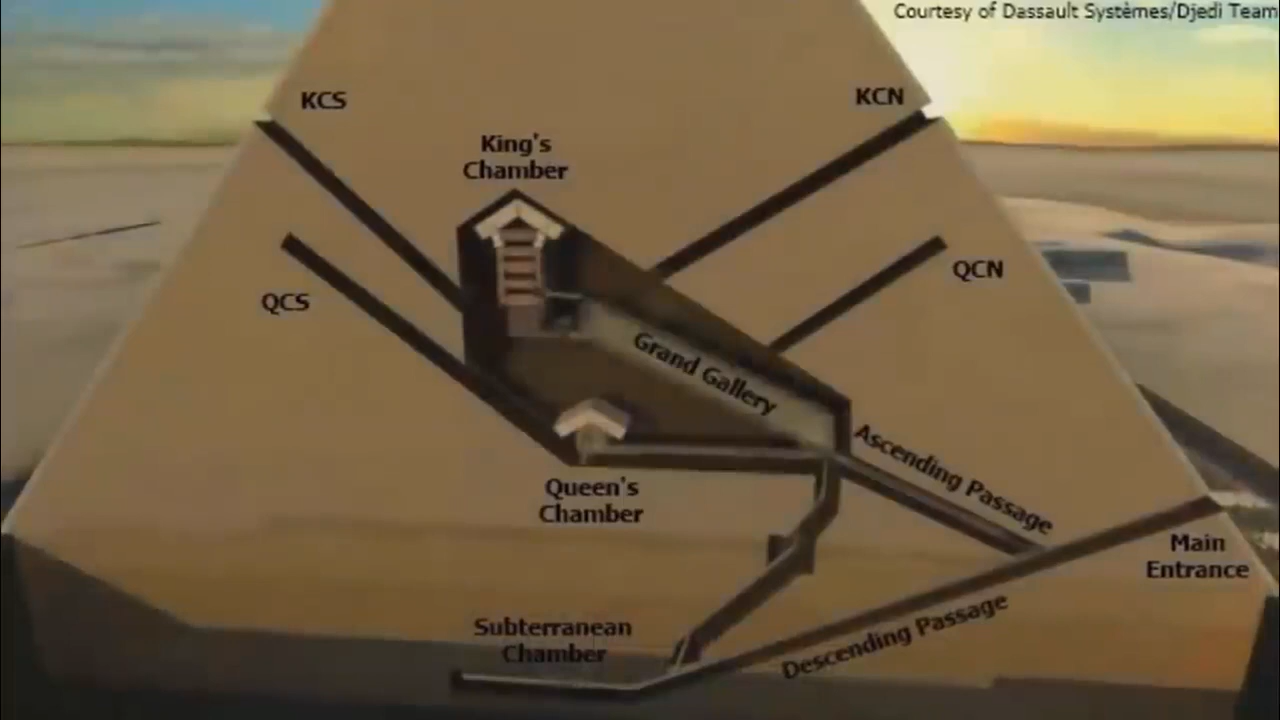 Courtesy of Dassault Systèmes/Djedi Team
KCS
KCN
King's
Chamber
QCS
QCN
Grand Gallery
Ascending Passage
Queen's
Chamber
Main
Entrance
Subterranean
Chamber
Descending Passage